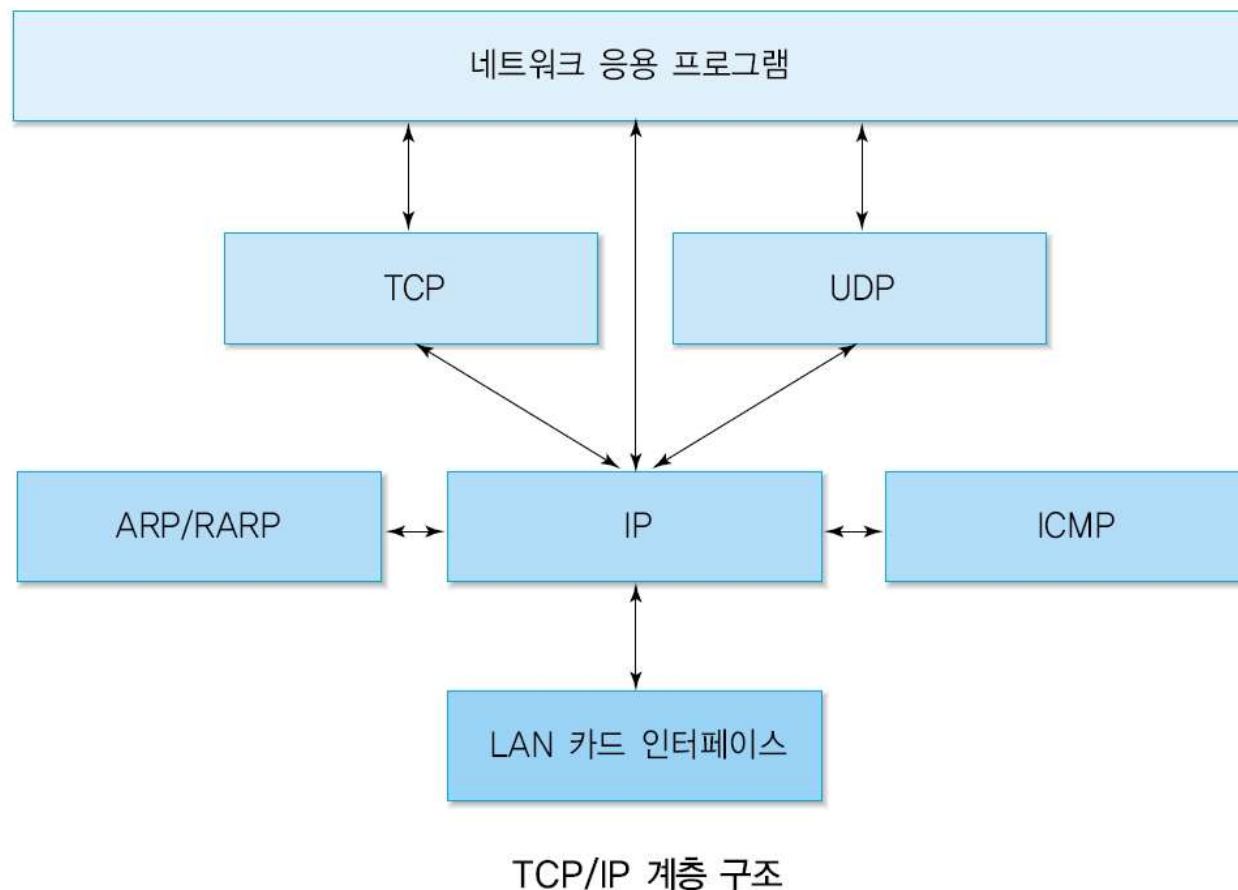 네트워크 응용 프로그램
TCP
UDP
ARP/RARP
IP
ICMP
LAN 카드 인터페이스
TCP/IP 계층 구조